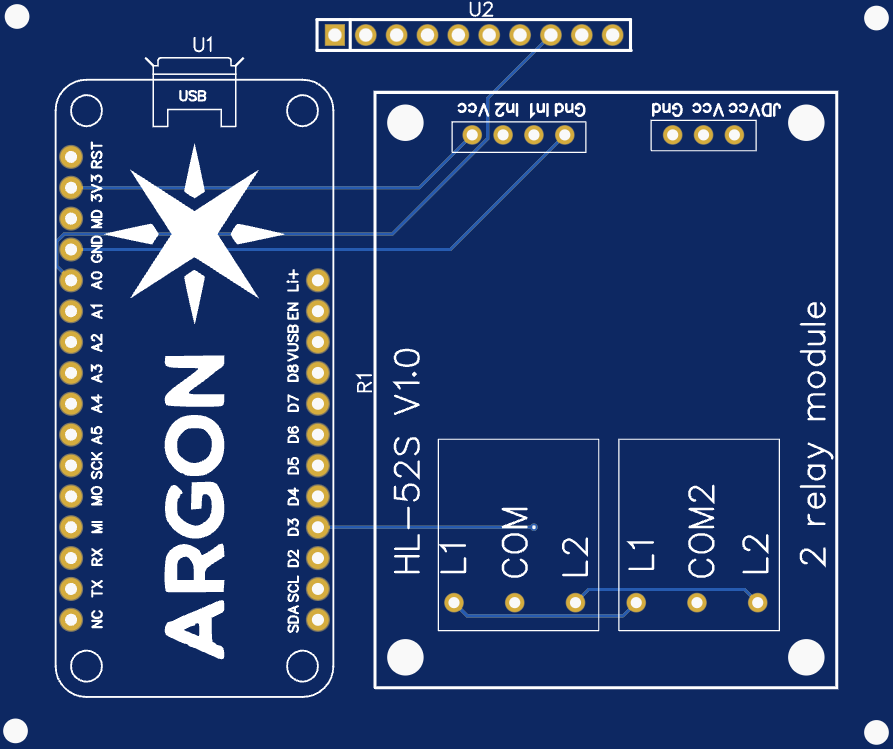 U2
U1
USB
Vcc In2 In1 Gnd
Gnd Vcc JDVcc
RST
3V3
MD
GND
A0
A1
A2
A3
A4
A5
SCK
MO
MI
RX
TX
NC
ARGON
Li+
EN
VUSB
D8
D7
D6
D5
D4
D3
D2
SCL
SDA
R1
HL-52S V1.0
L1
COM
L2
L1
COM2
L2
2 relay module